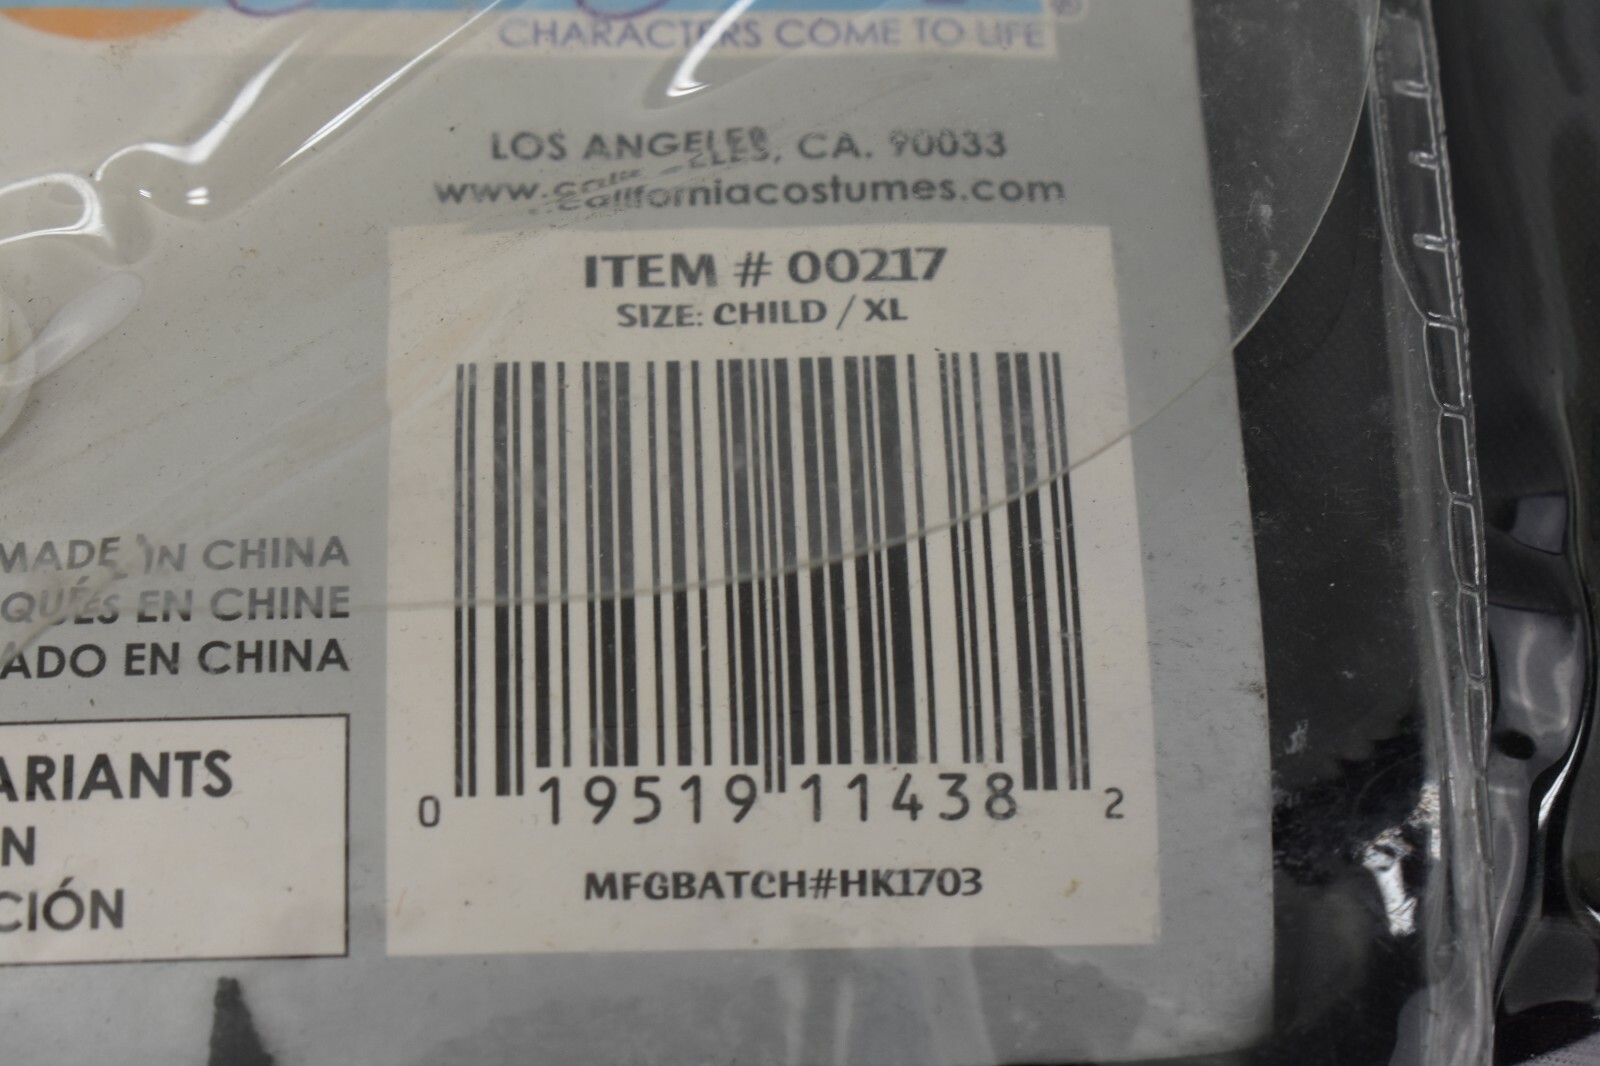 CHARACTERS COME TO LIFE
LOS ANGELES, CA. 90033
www.californiacostumes.com
ITEM # 00217
SIZE: CHILD / XL
0 19519 11438 2
MFGBATCH#HK1703
MADE IN CHINA
QUÉS EN CHINE
ADO EN CHINA
ARIANTS
N
CIÓN